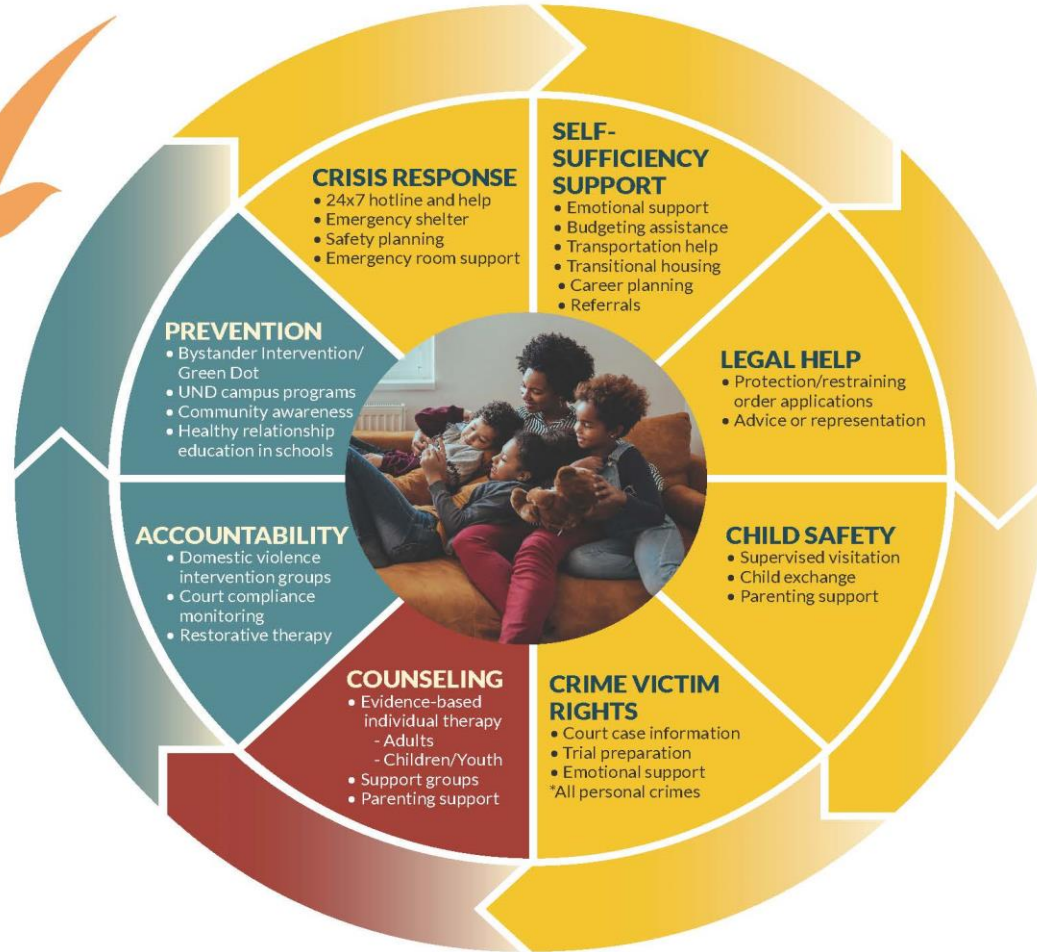 CRISIS RESPONSE
• 24x7 hotline and help
• Emergency shelter
• Safety planning
• Emergency room support
SELF-
SUFFICIENCY
SUPPORT
• Emotional support
• Budgeting assistance
• Transportation help
• Transitional housing
• Career planning
• Referrals
LEGAL HELP
• Protection/restraining
order applications
• Advice or representation
CHILD SAFETY
• Supervised visitation
• Child exchange
• Parenting support
CRIME VICTIM
RIGHTS
• Court case information
• Trial preparation
• Emotional support
*All personal crimes
COUNSELING
• Evidence-based
individual therapy
- Adults
- Children/Youth
• Support groups
• Parenting support
ACCOUNTABILITY
• Domestic violence
intervention groups
• Court compliance
monitoring
• Restorative therapy
PREVENTION
• Bystander Intervention/
Green Dot
• UND campus programs
• Community awareness
• Healthy relationship
education in schools